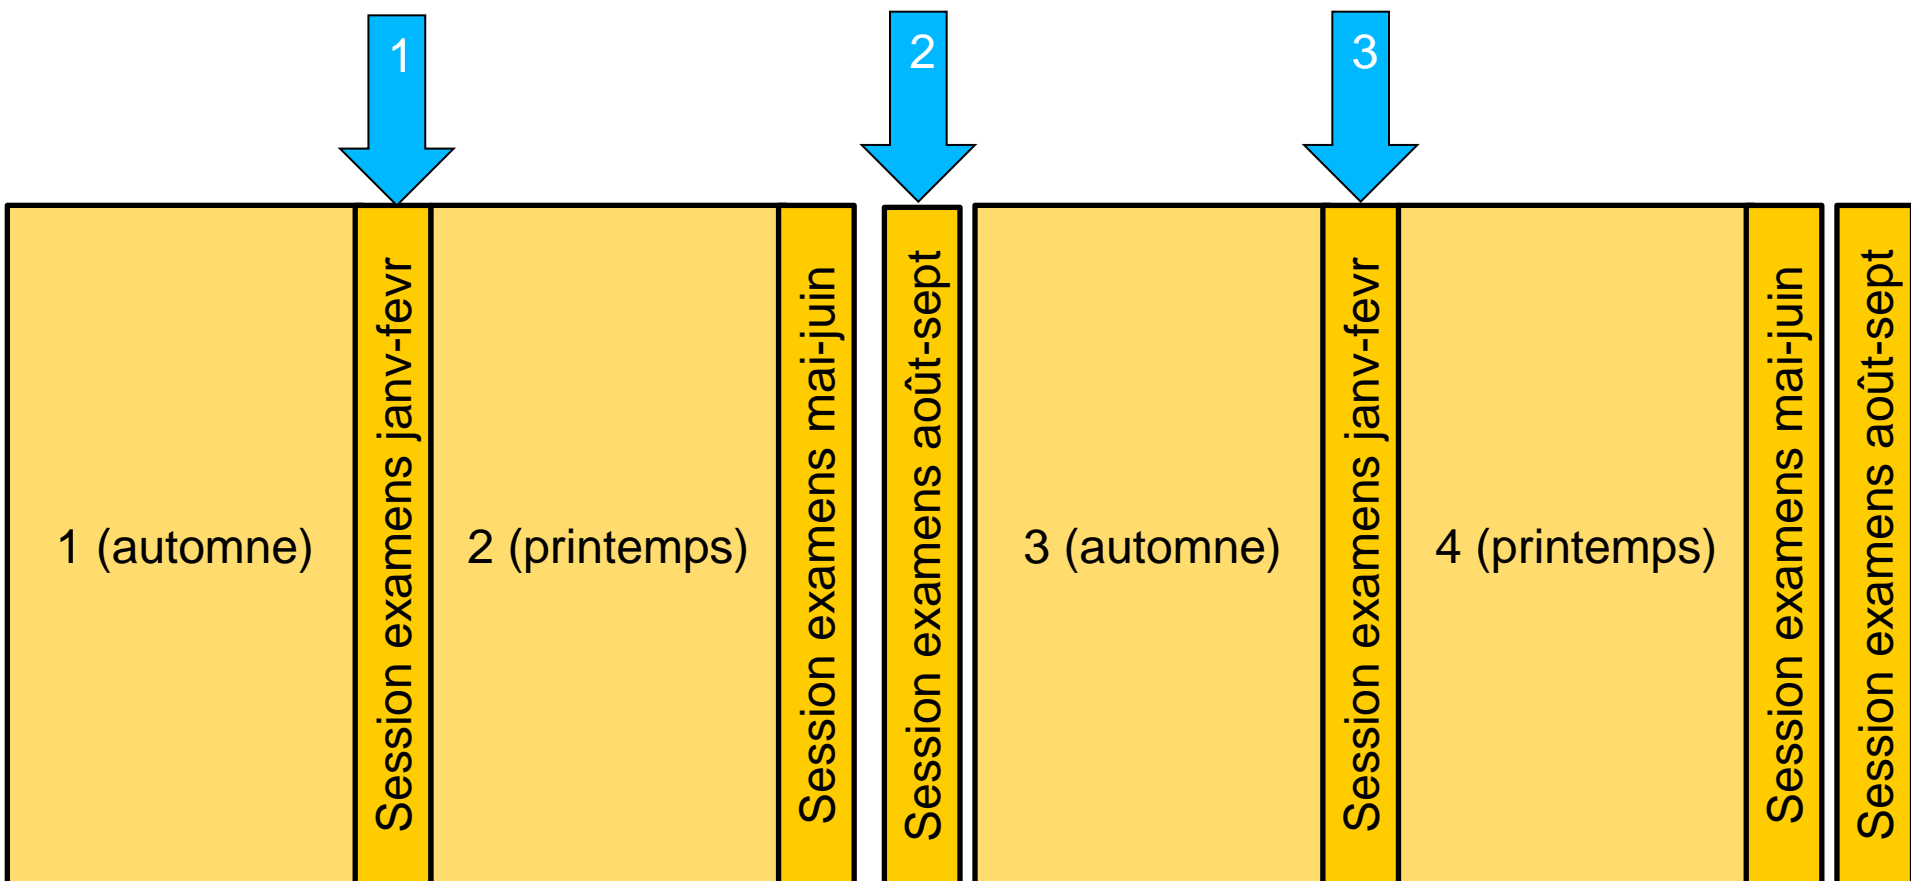 1
2
3
1 (automne)
Session examens janv-fevr
2 (printemps)
Session examens mai-juin
Session examens août-sept
3 (automne)
Session examens janv-fevr
4 (printemps)
Session examens mai-juin
Session examens août-sept